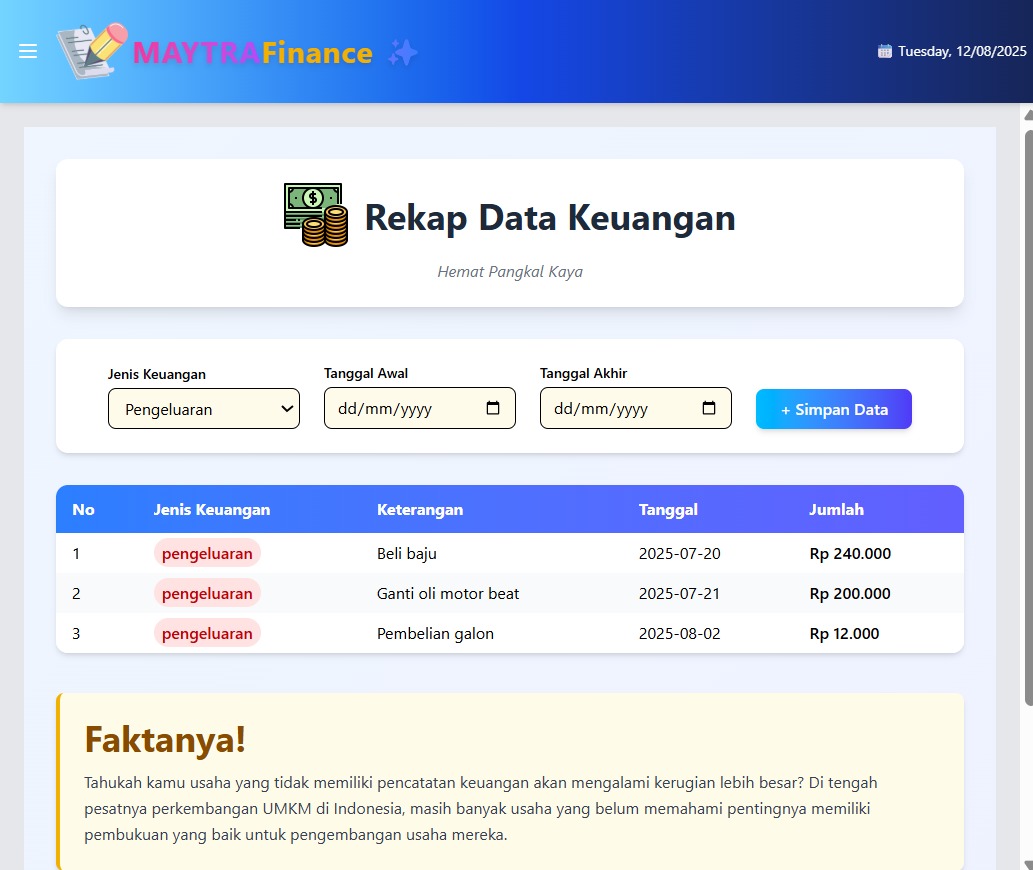 MAYTRAFinance
Tuesday, 12/08/2025
Rekap Data Keuangan
Hemat Pangkal Kaya
Jenis Keuangan Tanggal Awal Tanggal Akhir
Pengeluaran dd/mm/yyyy dd/mm/yyyy + Simpan Data
No Jenis Keuangan Keterangan Tanggal Jumlah
1 pengeluaran Beli baju 2025-07-20 Rp 240.000
2 pengeluaran Ganti oli motor beat 2025-07-21 Rp 200.000
3 pengeluaran Pembelian galon 2025-08-02 Rp 12.000
Faktanya!
Tahukah kamu usaha yang tidak memiliki pencatatan keuangan akan mengalami kerugian lebih besar? Di tengah
pesatnya perkembangan UMKM di Indonesia, masih banyak usaha yang belum memahami pentingnya memiliki
pembukuan yang baik untuk pengembangan usaha mereka.